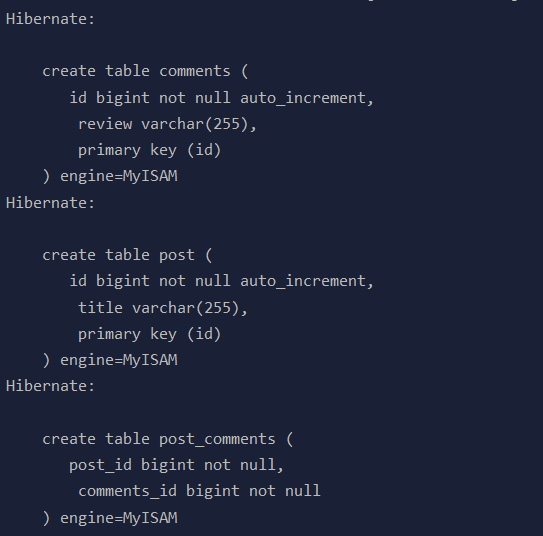 Hibernate:
create table comments (
id bigint not null auto_increment,
review varchar(255),
primary key (id)
) engine=MyISAM
Hibernate:
create table post (
id bigint not null auto_increment,
title varchar(255),
primary key (id)
) engine=MyISAM
Hibernate:
create table post_comments (
post_id bigint not null,
comments_id bigint not null
) engine=MyISAM